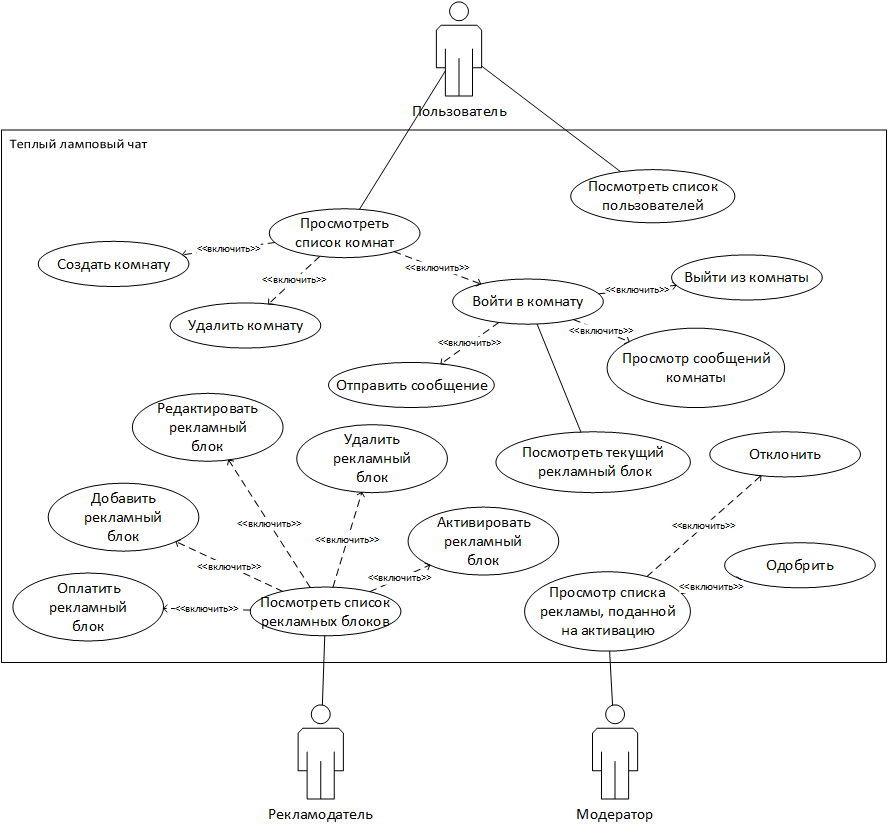 Пользователь
Теплый ламповый чат
Посмотреть список
пользователей
Просмотреть
список комнат
<<включить>>
Создать комнату
<<включить>>
<<включить>>
Выйти из комнаты
<<включить>>
Войти в комнату
Удалить комнату
<<включить>>
<<включить>>
Просмотр сообщений
комнаты
Отправить сообщение
Редактировать
рекламный
блок
Удалить
рекламный
блок
Посмотреть текущий
рекламный блок
Отклонить
Добавить
рекламный
блок
<<включить>>
<<включить>>
Активировать
рекламный
блок
<<включить>>
<<включить>>
<<включить>>
Одобрить
<<включить>>
Оплатить
рекламный
блок
<<включить>>
Посмотреть список
рекламных блоков
Просмотр списка
рекламы, поданной
на активацию
Рекламодатель
Модератор